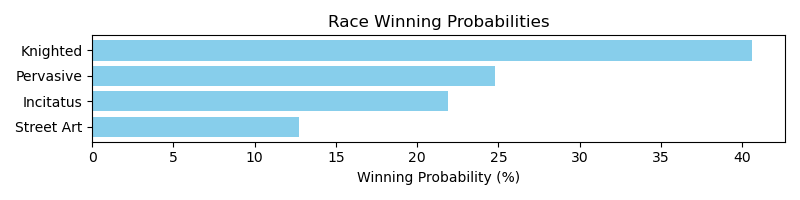 Race Winning Probabilities
Knighted
Pervasive
Incitatus
Street Art
0 5 10 15 20 25 30 35 40
Winning Probability (%)